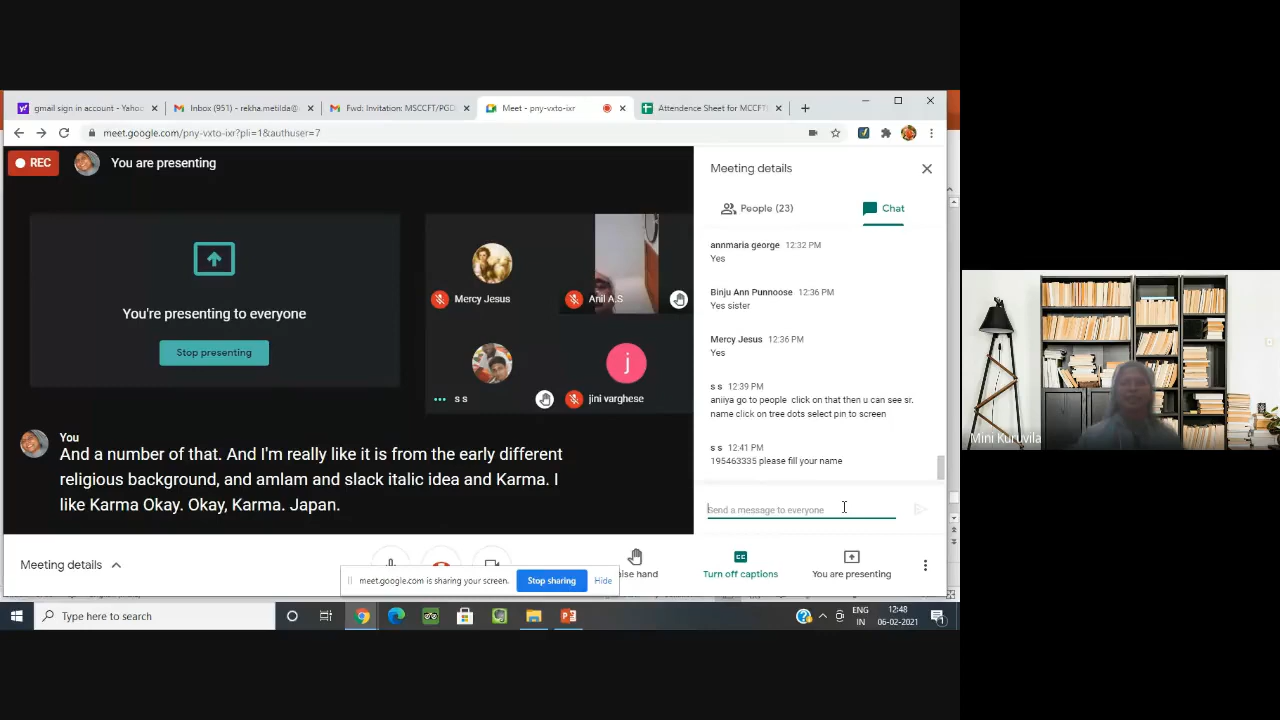 gmail sign in account - Yahoo
Inbox (951) - rekha.metilda@
Fwd: Invitation: MSCCFT/PGD
Meet - pny-vxto-ixr
Attendence Sheet for MCCFT/
meet.google.com/pny-vxto-ixr?pli=1&authuser=7
REC
You are presenting
Meeting details
People (23)
Chat
annmaria george 12:32 PM
Yes
Binju Ann Punnoose 12:36 PM
Yes sister
Mercy Jesus 12:36 PM
Yes
s s 12:39 PM
aniiya go to people click on that then u can see sr.
name click on tree dots select pin to screen
s s 12:41 PM
195463335 please fill your name
Send a message to everyone
You're presenting to everyone
Stop presenting
Mercy Jesus
Anil A.S
s s
j
jini varghese
You
And a number of that. And I'm really like it is from the early different
religious background, and amlam and slack italic idea and Karma. I
like Karma Okay. Okay, Karma. Japan.
Meeting details
meet.google.com is sharing your screen.
Stop sharing
Hide
aise hand
CC
Turn off captions
You are presenting
Type here to search
ENG
IN
12:48
06-02-2021
1
Mini Kuruvila